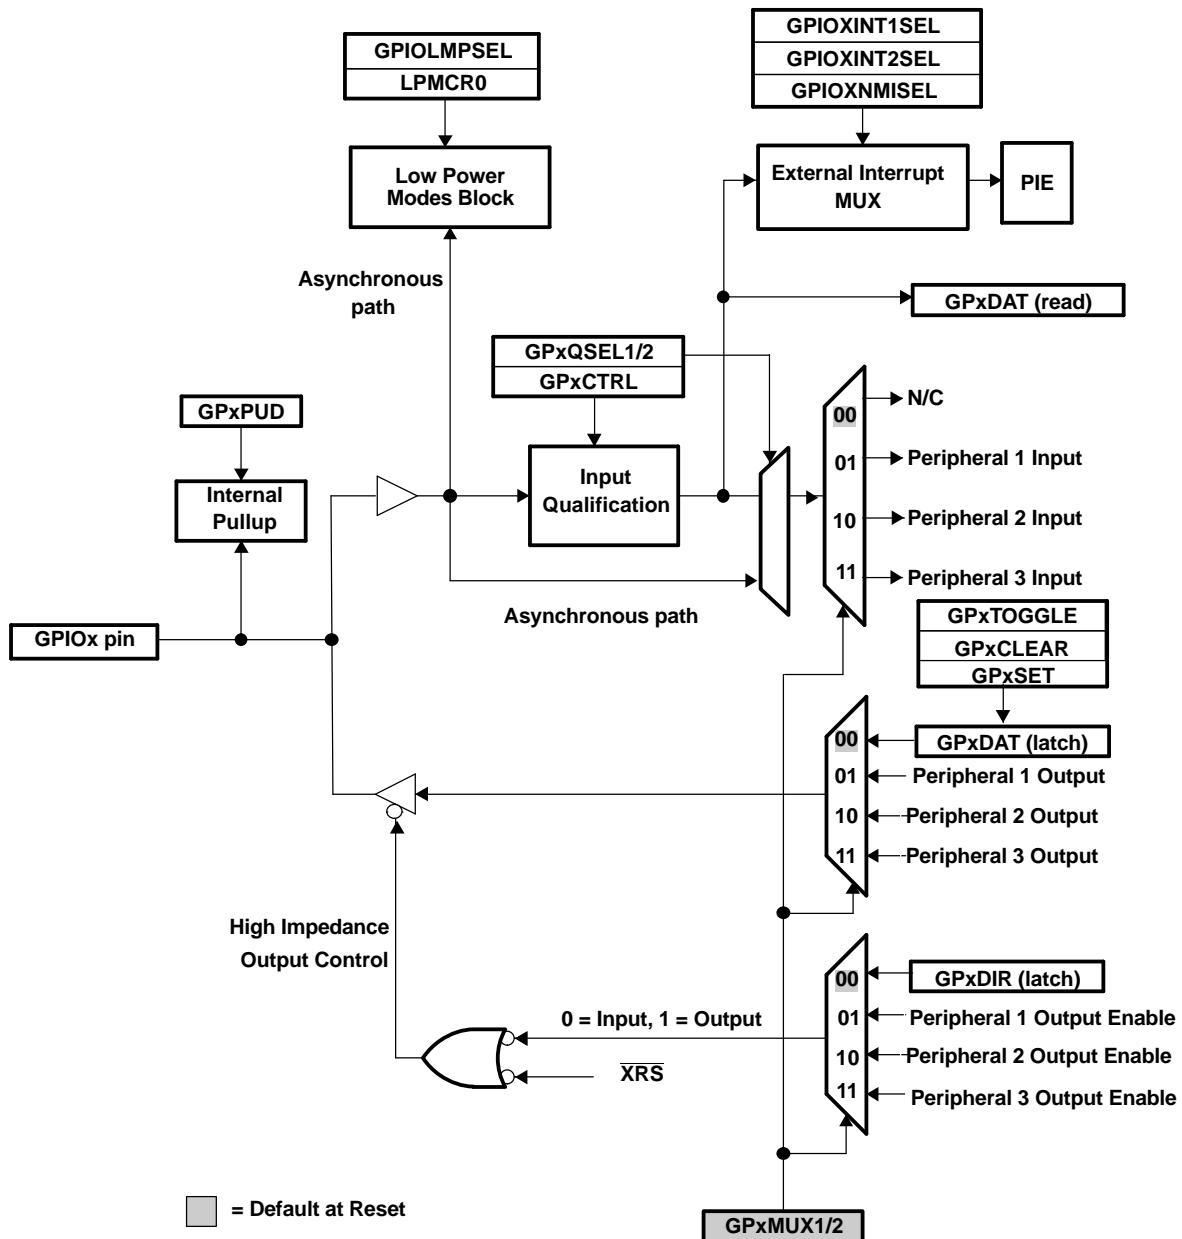 GPIOXINT1SEL
GPIOXINT2SEL
GPIOXNMISEL
GPIOLMPSEL
LPMCR0
Low Power
Modes Block
External Interrupt
MUX
PIE
Asynchronous
path
GPxDAT (read)
GPxQSEL1/2
GPxCTRL
GPxPUD
Internal
Pullup
Input
Qualification
00
01
10
11
N/C
Peripheral 1 Input
Peripheral 2 Input
Peripheral 3 Input
Asynchronous path
GPIOx pin
GPxTOGGLE
GPxCLEAR
GPxSET
00
01
10
11
GPxDAT (latch)
Peripheral 1 Output
Peripheral 2 Output
Peripheral 3 Output
High Impedance
Output Control
00
01
10
11
GPxDIR (latch)
Peripheral 1 Output Enable
Peripheral 2 Output Enable
Peripheral 3 Output Enable
0 = Input, 1 = Output
XRS
= Default at Reset
GPxMUX1/2